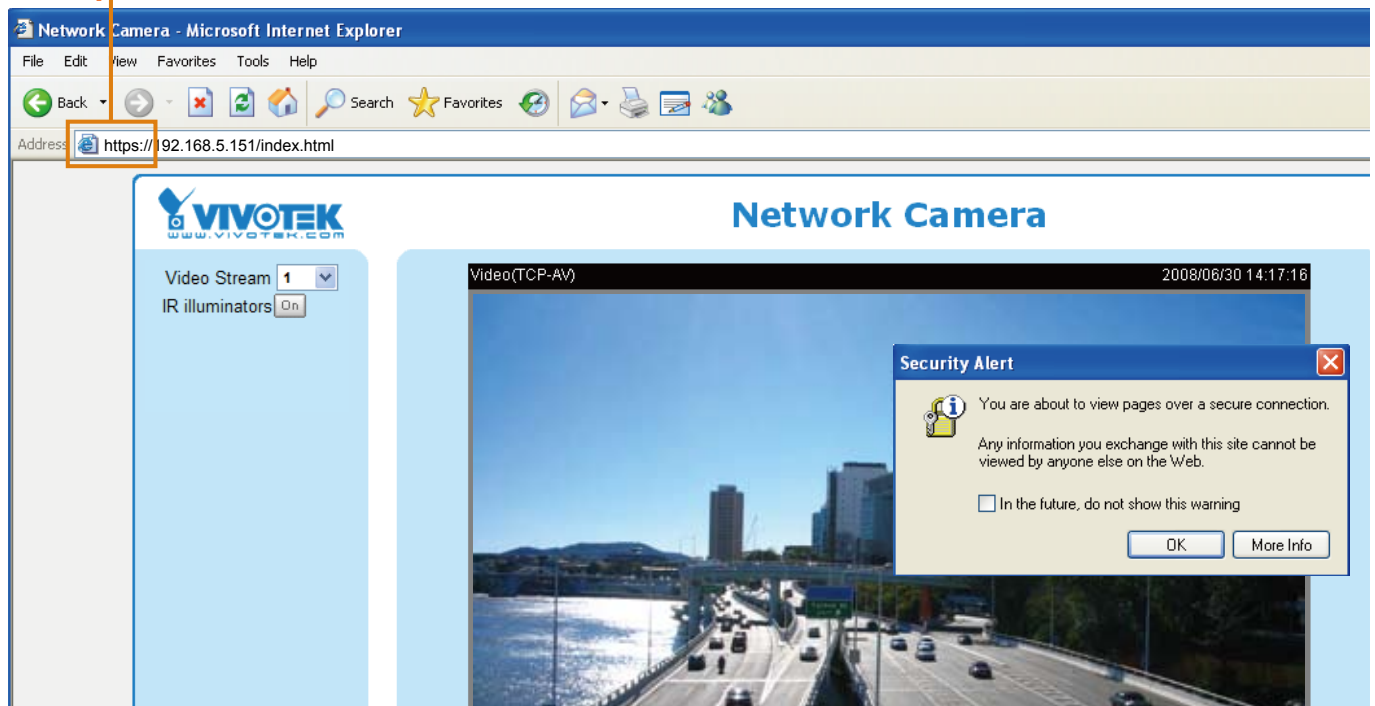 Network Camera - Microsoft Internet Explorer
File Edit View Favorites Tools Help
Back Search Favorites
Address https://192.168.5.151/index.html
VIVOTEK
www.vivotek.com
Network Camera
Video Stream 1
IR illuminators On
Video(TCP-AV) 2008/06/30 14:17:16
Security Alert
You are about to view pages over a secure connection.
Any information you exchange with this site cannot be
viewed by anyone else on the Web.
In the future, do not show this warning
OK More Info